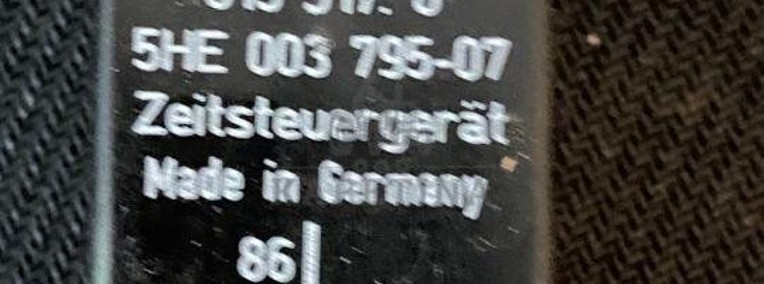 5HE 003 795-07
Zeitsteuergerät
Made in Germany
86